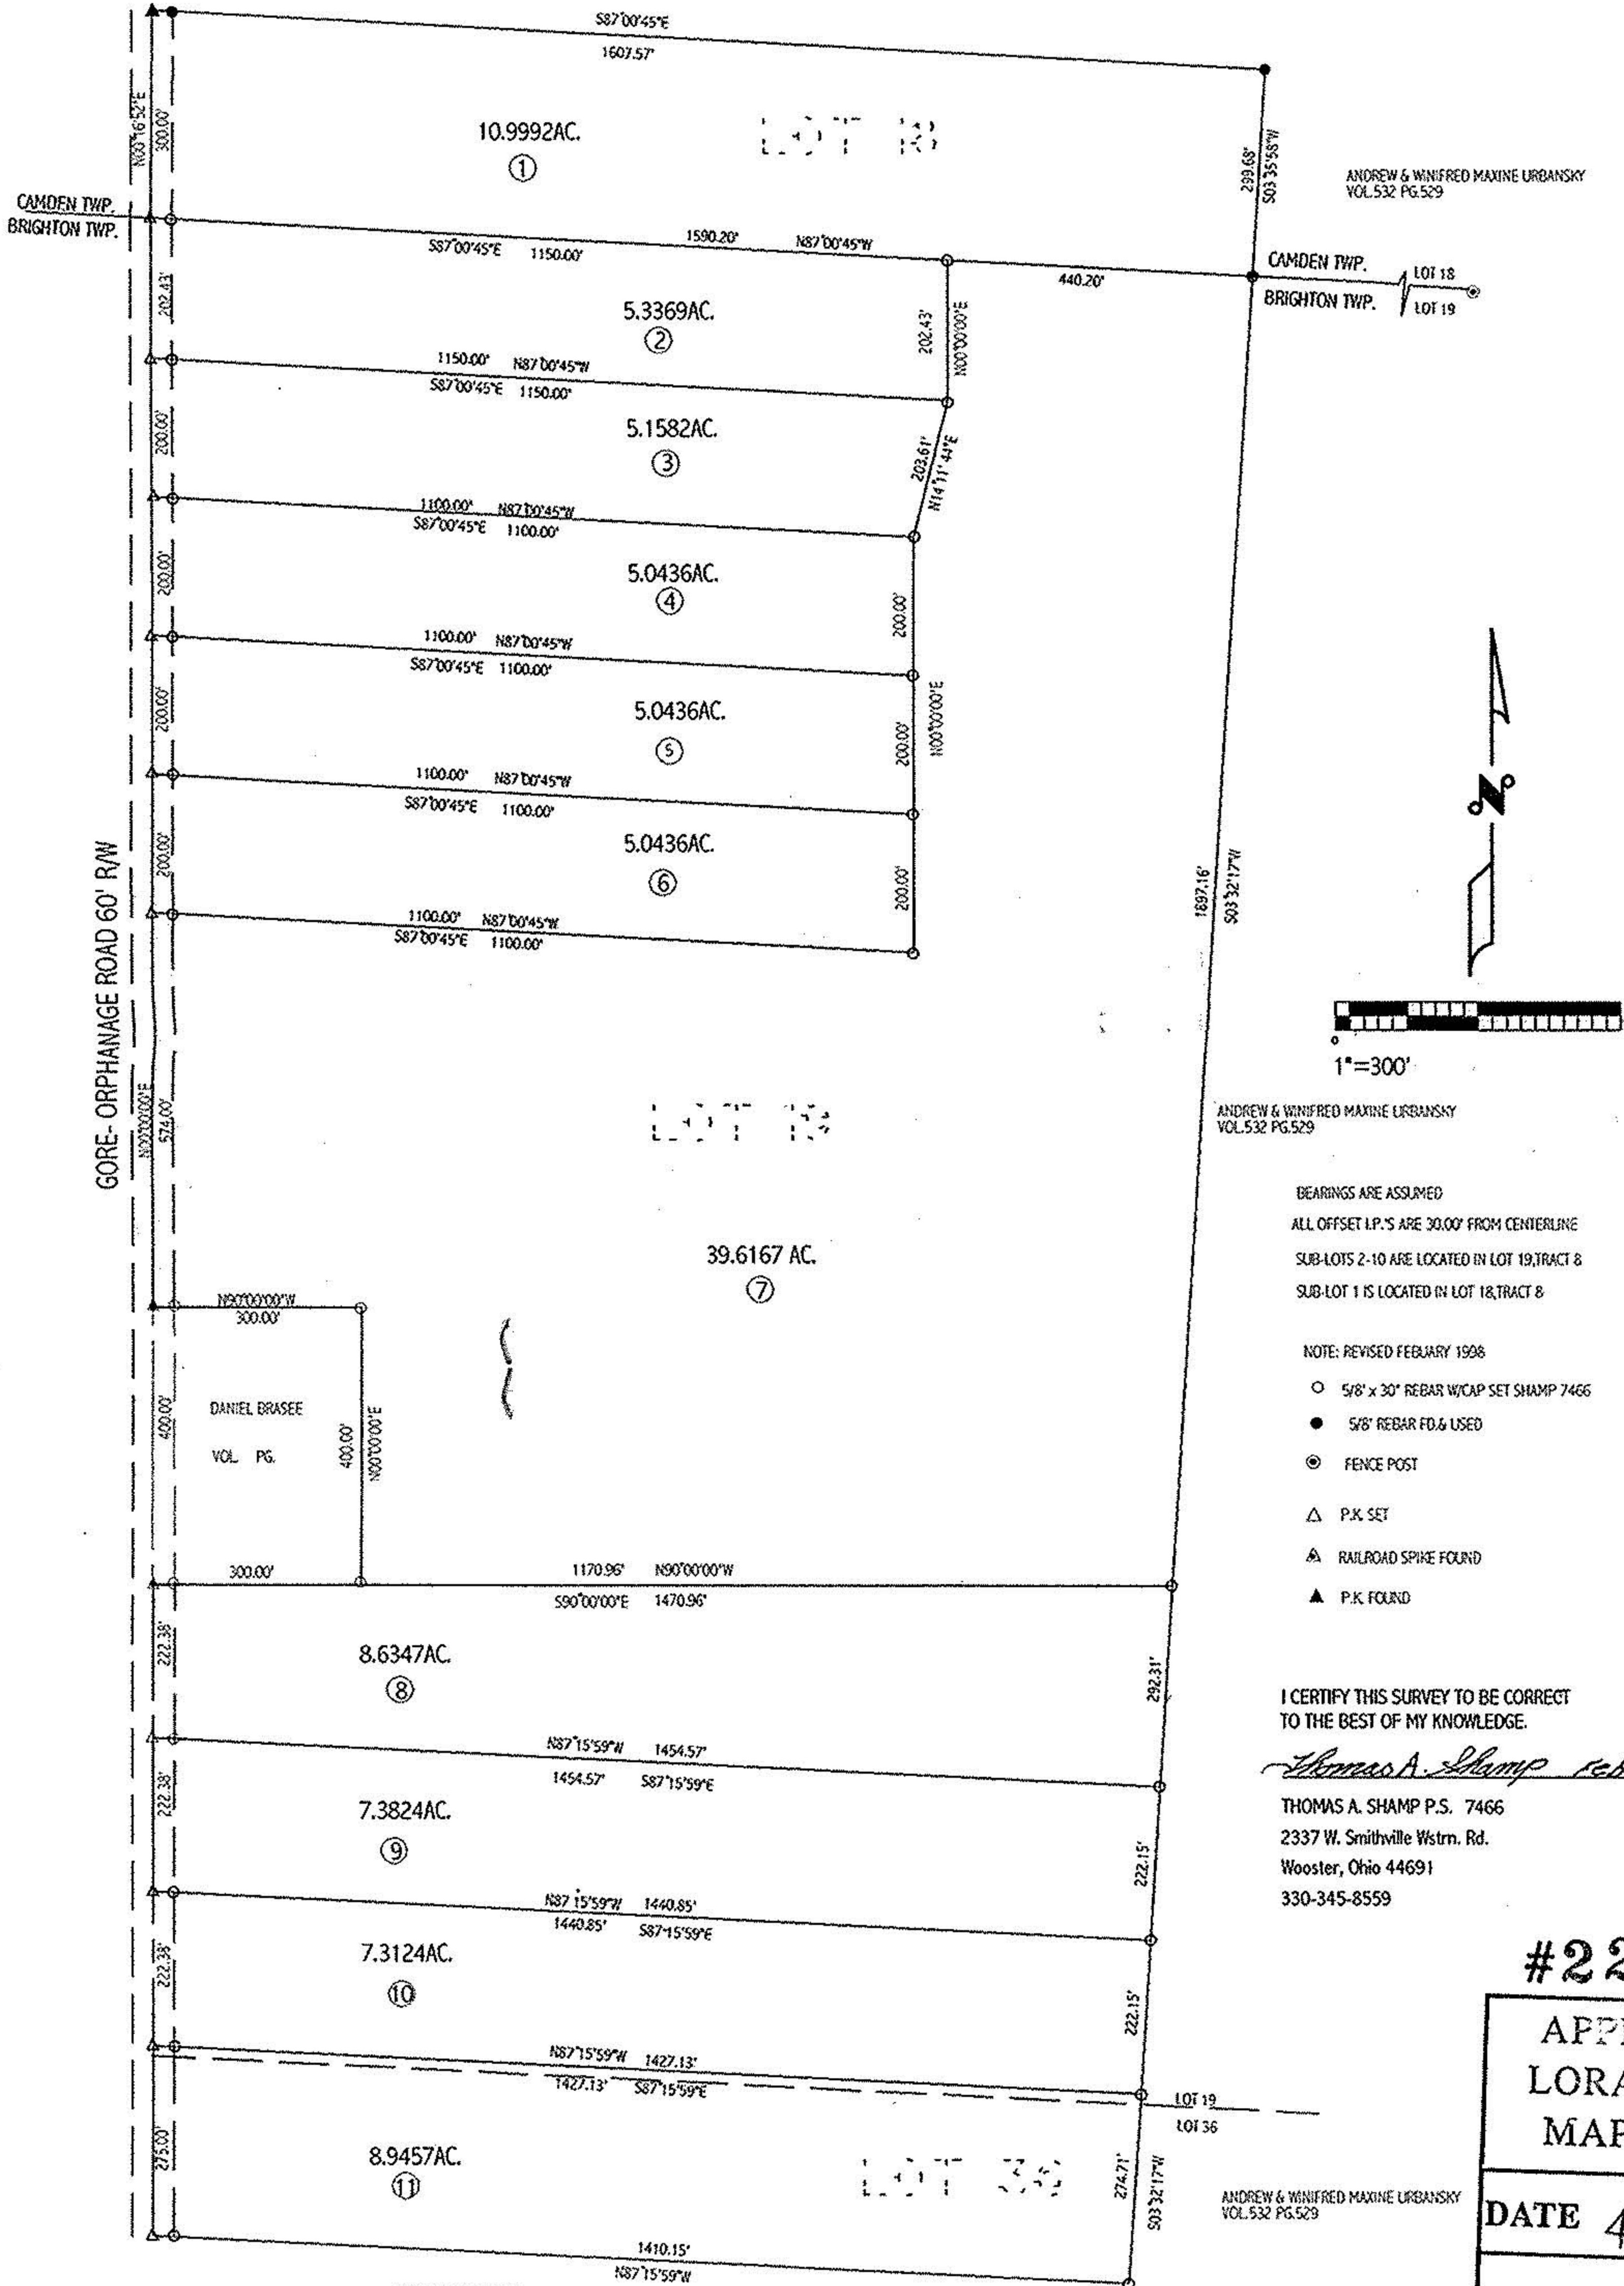 S87°00'45"E
1607.57'
N00°16'52"E
300.00'
10.9992AC.
1
LOT 18
299.68'
S03°35'58"W
ANDREW & WINIFRED MAXINE URBANSKY
VOL.532 PG.529
CAMDEN TWP.
BRIGHTON TWP.
1590.20' N87°00'45"W
S87°00'45"E 1150.00'
440.20'
CAMDEN TWP.
BRIGHTON TWP.
LOT 18
LOT 19
202.43'
5.3369AC.
2
202.43'
N00°00'00"E
1150.00' N87°00'45"W
S87°00'45"E 1150.00'
200.00'
5.1582AC.
3
203.61'
N14°11'44"E
1100.00' N87°00'45"W
S87°00'45"E 1100.00'
200.00'
5.0436AC.
4
200.00'
1100.00' N87°00'45"W
S87°00'45"E 1100.00'
200.00'
5.0436AC.
5
200.00'
N00°00'00"E
1100.00' N87°00'45"W
S87°00'45"E 1100.00'
200.00'
5.0436AC.
6
200.00'
1100.00' N87°00'45"W
S87°00'45"E 1100.00'
1897.16'
S03°32'17"W
N
0
1"=300'
GORE- ORPHANAGE ROAD 60' R/W
N00°00'00"E
574.00'
LOT 19
ANDREW & WINIFRED MAXINE URBANSKY
VOL.532 PG.529
39.6167 AC.
7
BEARINGS ARE ASSUMED
ALL OFFSET I.P.'S ARE 30.00' FROM CENTERLINE
SUB-LOTS 2-10 ARE LOCATED IN LOT 19,TRACT 8
SUB-LOT 1 IS LOCATED IN LOT 18,TRACT 8
NOTE: REVISED FEBUARY 1998
5/8" x 30" REBAR W/CAP SET SHAMP 7466
5/8" REBAR FD.& USED
FENCE POST
P.K. SET
RAILROAD SPIKE FOUND
P.K. FOUND
N90°00'00"W
300.00'
400.00'
DANIEL BRASEE
VOL. PG.
400.00'
N00°00'00"E
300.00'
1170.96' N90°00'00"W
S90°00'00"E 1470.96'
222.38'
8.6347AC.
8
292.31'
N87°15'59"W 1454.57'
1454.57' S87°15'59"E
222.38'
7.3824AC.
9
222.15'
N87°15'59"W 1440.85'
1440.85' S87°15'59"E
222.38'
7.3124AC.
10
222.15'
N87°15'59"W 1427.13'
1427.13' S87°15'59"E
LOT 19
LOT 36
275.00'
8.9457AC.
11
LOT 36
274.71'
S03°32'17"W
ANDREW & WINIFRED MAXINE URBANSKY
VOL.532 PG.529
1410.15'
N87°15'59"W
I CERTIFY THIS SURVEY TO BE CORRECT
TO THE BEST OF MY KNOWLEDGE.
Thomas A. Shamp
THOMAS A. SHAMP P.S. 7466
2337 W. Smithville Wstrn. Rd.
Wooster, Ohio 44691
330-345-8559
#22
APP
LORA
MAP
DATE 4